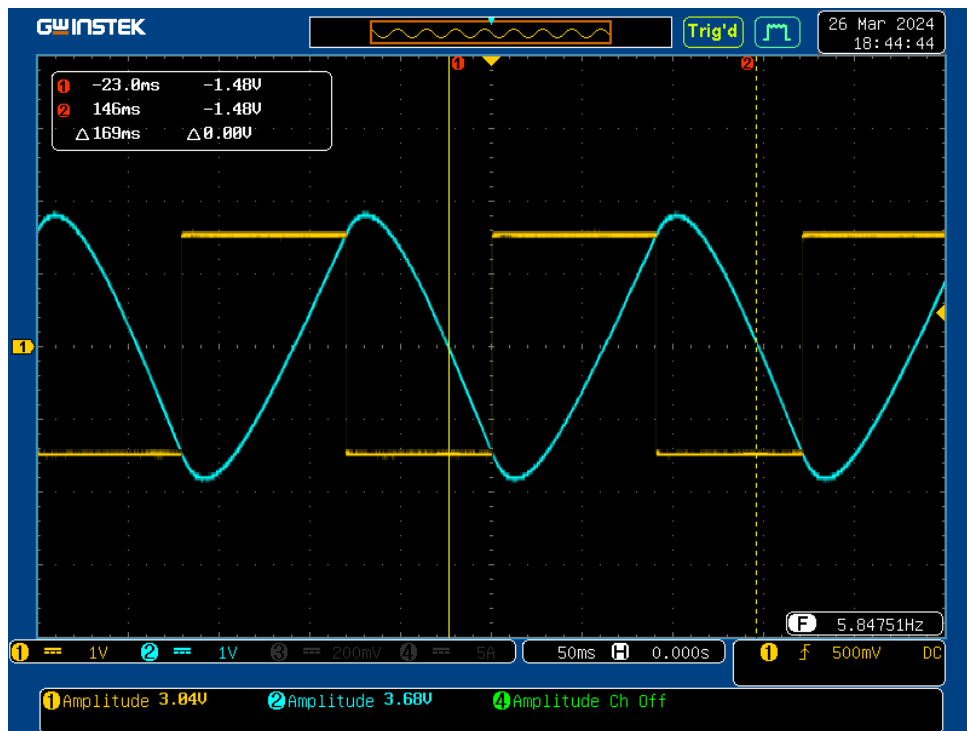 GWINSTEK
Trig'd
26 Mar 2024
18:44:44
1 -23.0ms -1.48V
2 146ms -1.48V
△169ms △0.00V
1
2
1
1 1V 2 1V 3 200mV 4 5A
50ms H 0.000s
1 500mV DC
F 5.84751Hz
1 Amplitude 3.04V 2 Amplitude 3.68V 4 Amplitude Ch Off